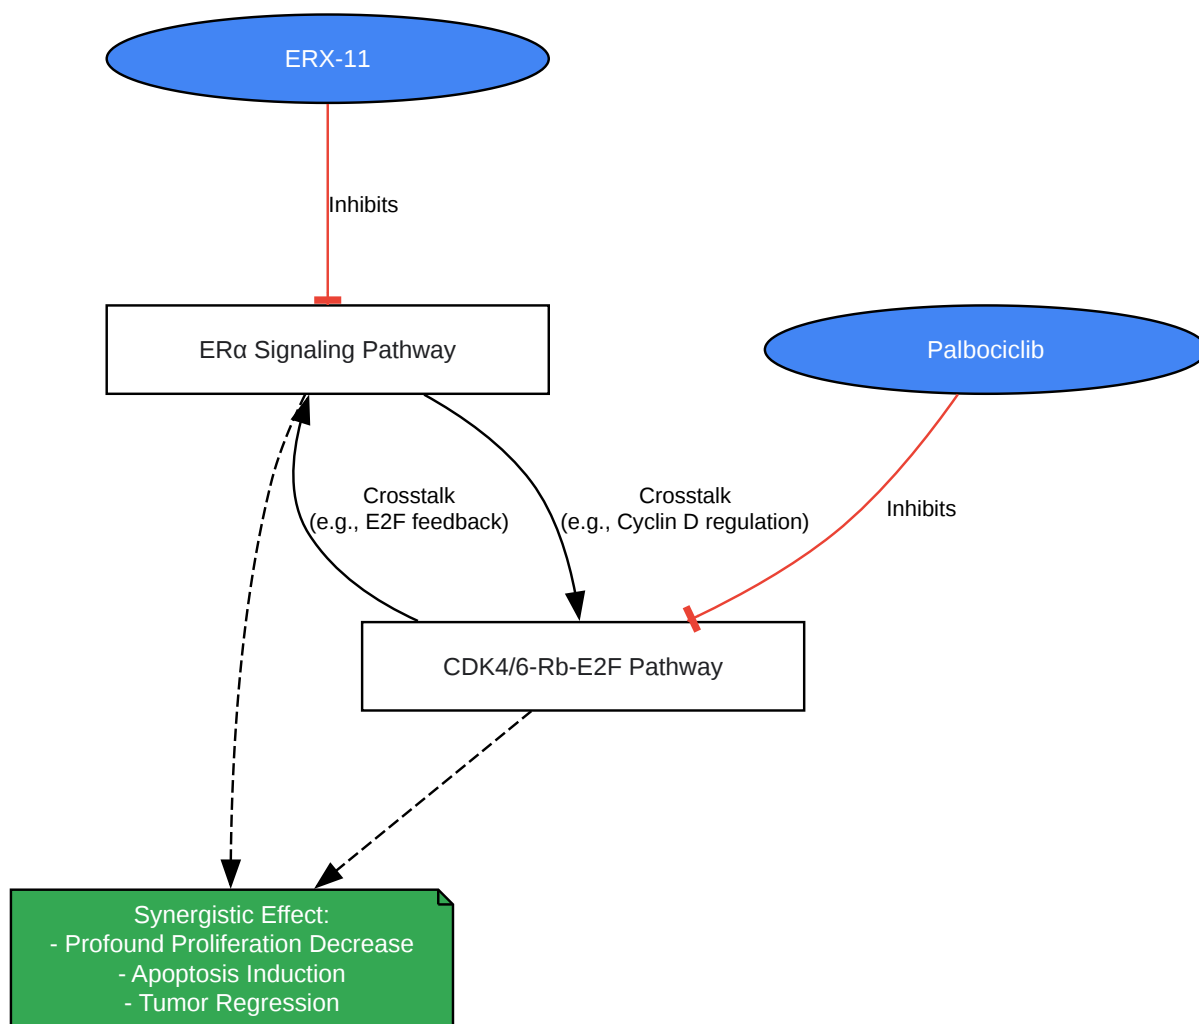 ERX-11
Inhibits
ERα Signaling Pathway
Palbociclib
Crosstalk
(e.g., E2F feedback)
Crosstalk
(e.g., Cyclin D regulation)
Inhibits
CDK4/6-Rb-E2F Pathway
Synergistic Effect:
- Profound Proliferation Decrease
- Apoptosis Induction
- Tumor Regression